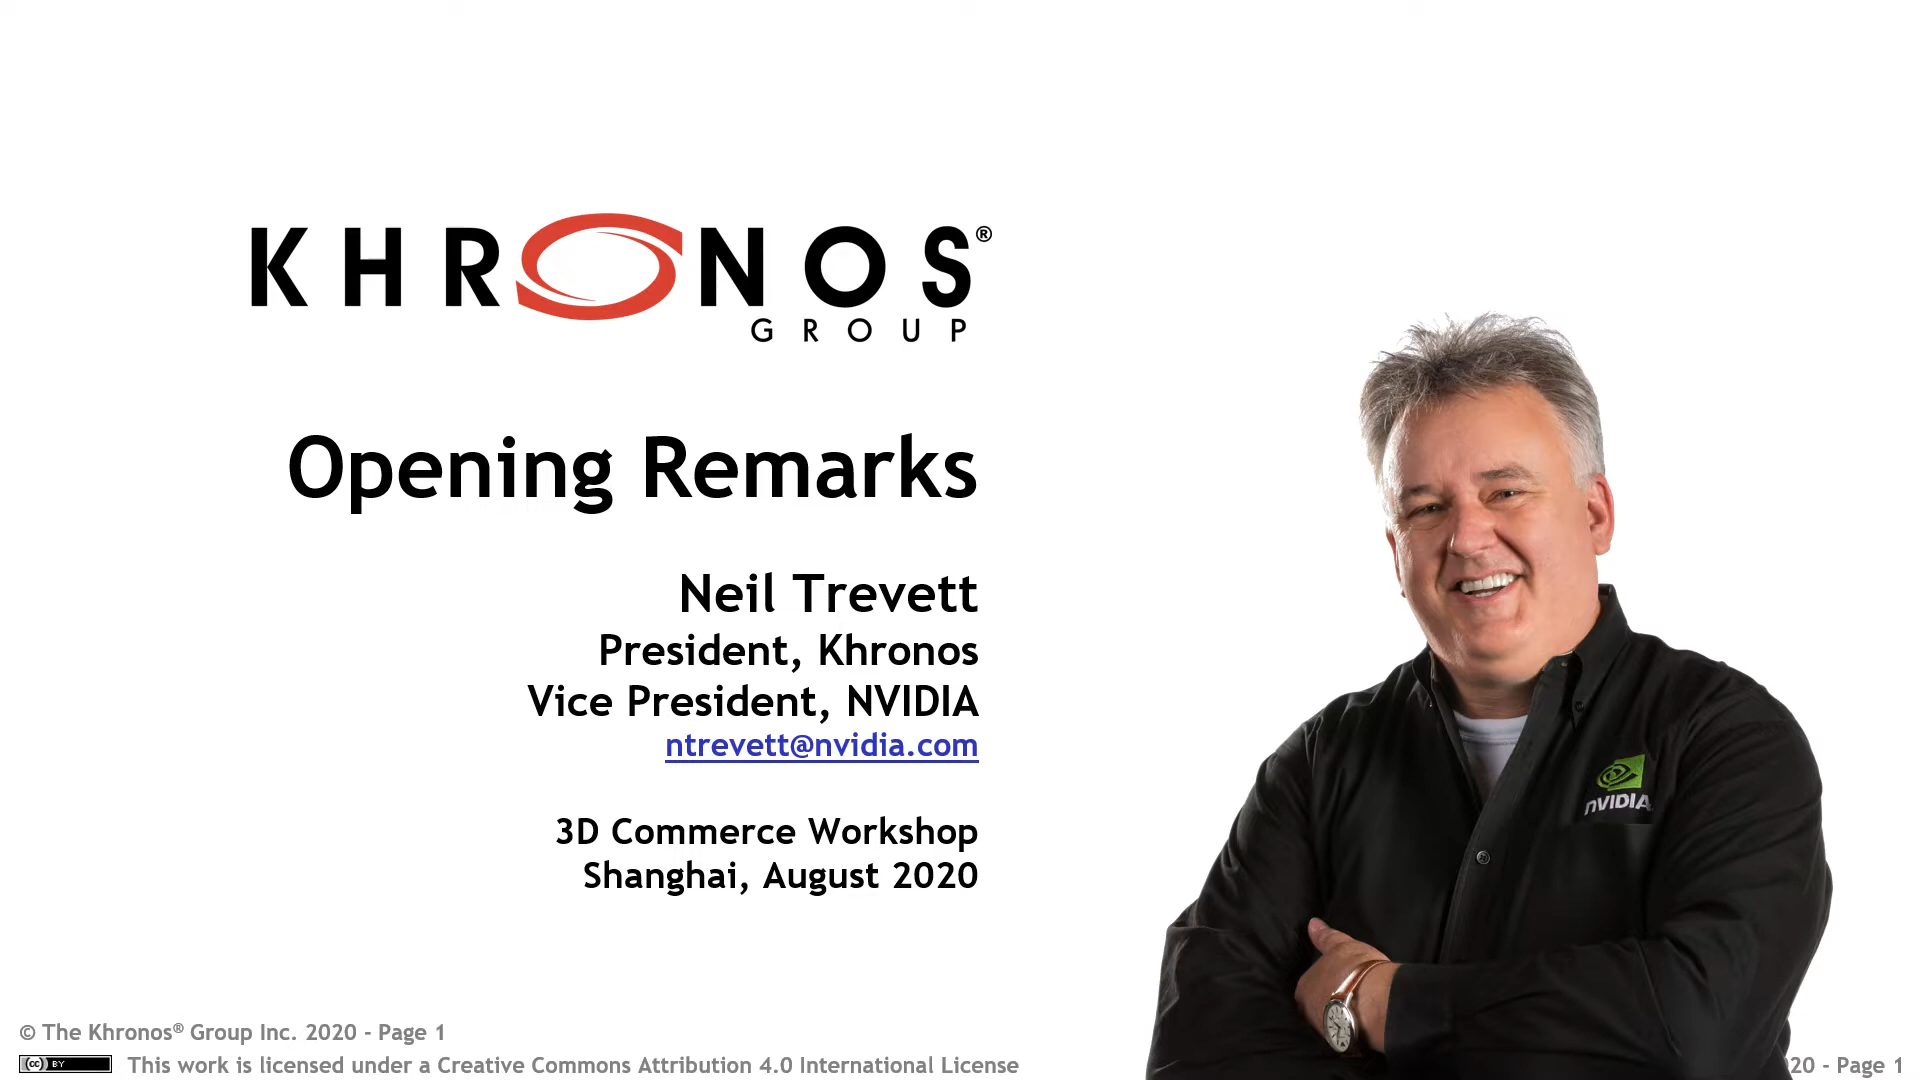 KHRONOS®
GROUP
Opening Remarks
Neil Trevett
President, Khronos
Vice President, NVIDIA
ntrevett@nvidia.com
3D Commerce Workshop
Shanghai, August 2020
nVIDIA
© The Khronos® Group Inc. 2020 - Page 1
cc BY This work is licensed under a Creative Commons Attribution 4.0 International License
20 - Page 1